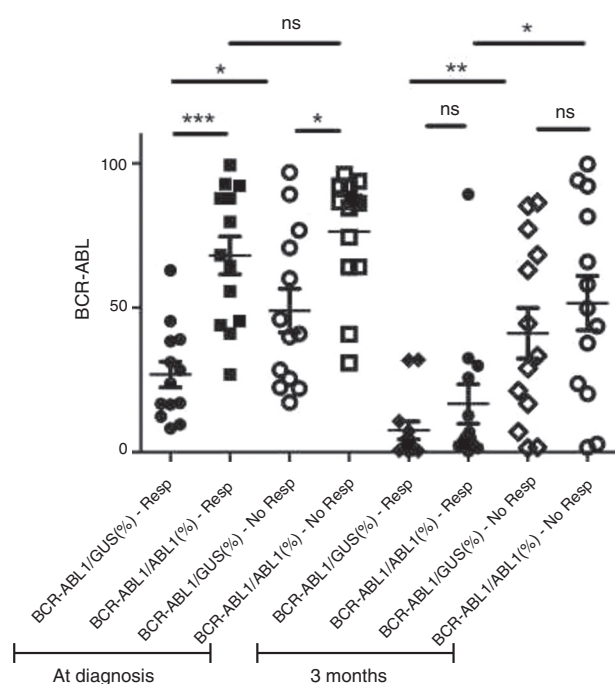 ns
*
*
**
***
*
ns
ns
100
50
0
BCR-ABL
BCR-ABL1/GUS(%) - Resp
BCR-ABL1/ABL1(%) - Resp
BCR-ABL1/GUS(%) - No Resp
BCR-ABL1/ABL1(%) - No Resp
BCR-ABL1/GUS(%) - Resp
BCR-ABL1/ABL1(%) - Resp
BCR-ABL1/GUS(%) - No Resp
BCR-ABL1/ABL1(%) - No Resp
At diagnosis
3 months